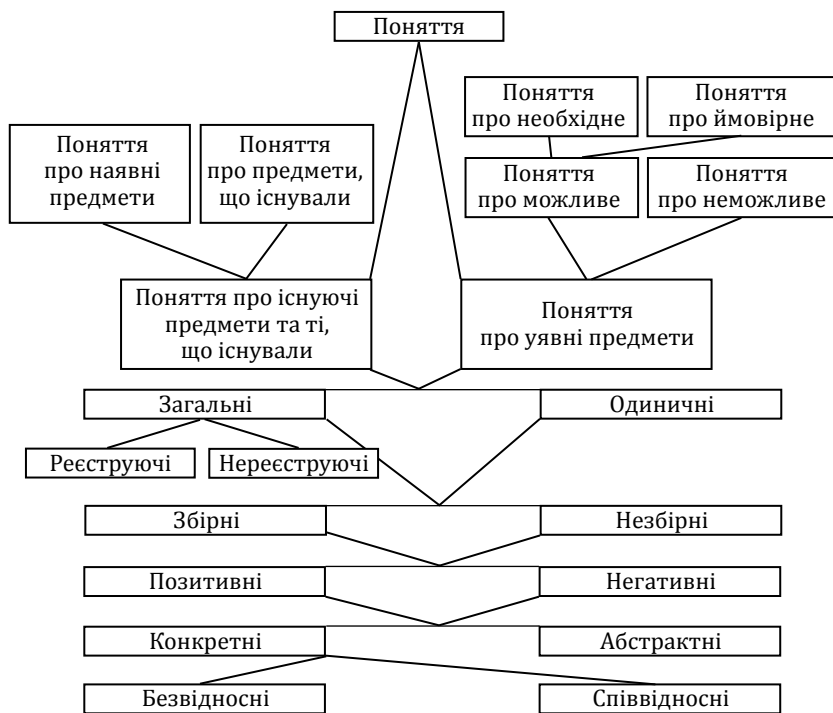 Поняття
Поняття
про необхідне
Поняття
про ймовірне
Поняття
про наявні
предмети
Поняття
про предмети,
що існували
Поняття
про можливе
Поняття
про неможливе
Поняття про існуючі
предмети та ті,
що існували
Поняття
про уявні предмети
Загальні
Одиничні
Реєструючі
Нереєструючі
Збірні
Незбірні
Позитивні
Негативні
Конкретні
Абстрактні
Безвідносні
Співвідносні